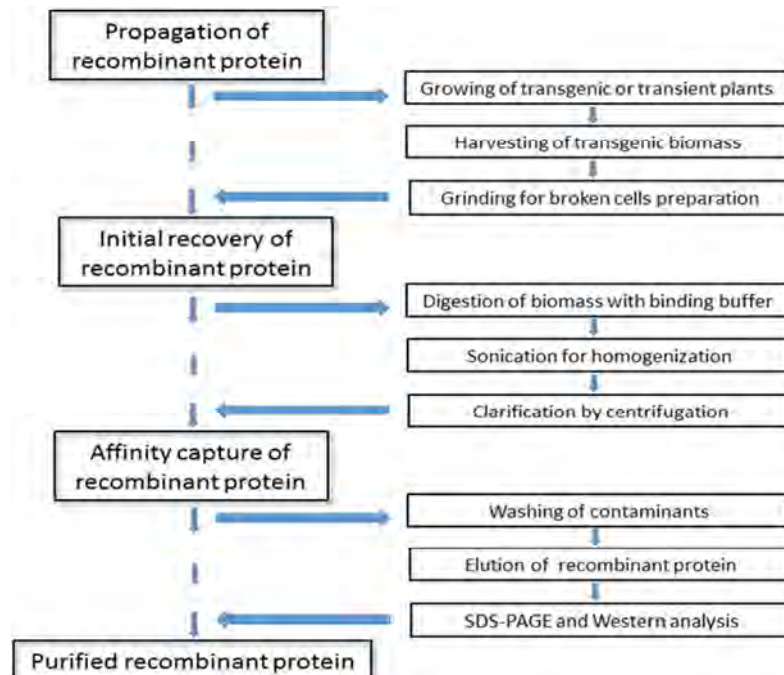 Propagation of
recombinant protein
Growing of transgenic or transient plants
Harvesting of transgenic biomass
Grinding for broken cells preparation
Initial recovery of
recombinant protein
Digestion of biomass with binding buffer
Sonication for homogenization
Clarification by centrifugation
Affinity capture of
recombinant protein
Washing of contaminants
Elution of recombinant protein
SDS-PAGE and Western analysis
Purified recombinant protein